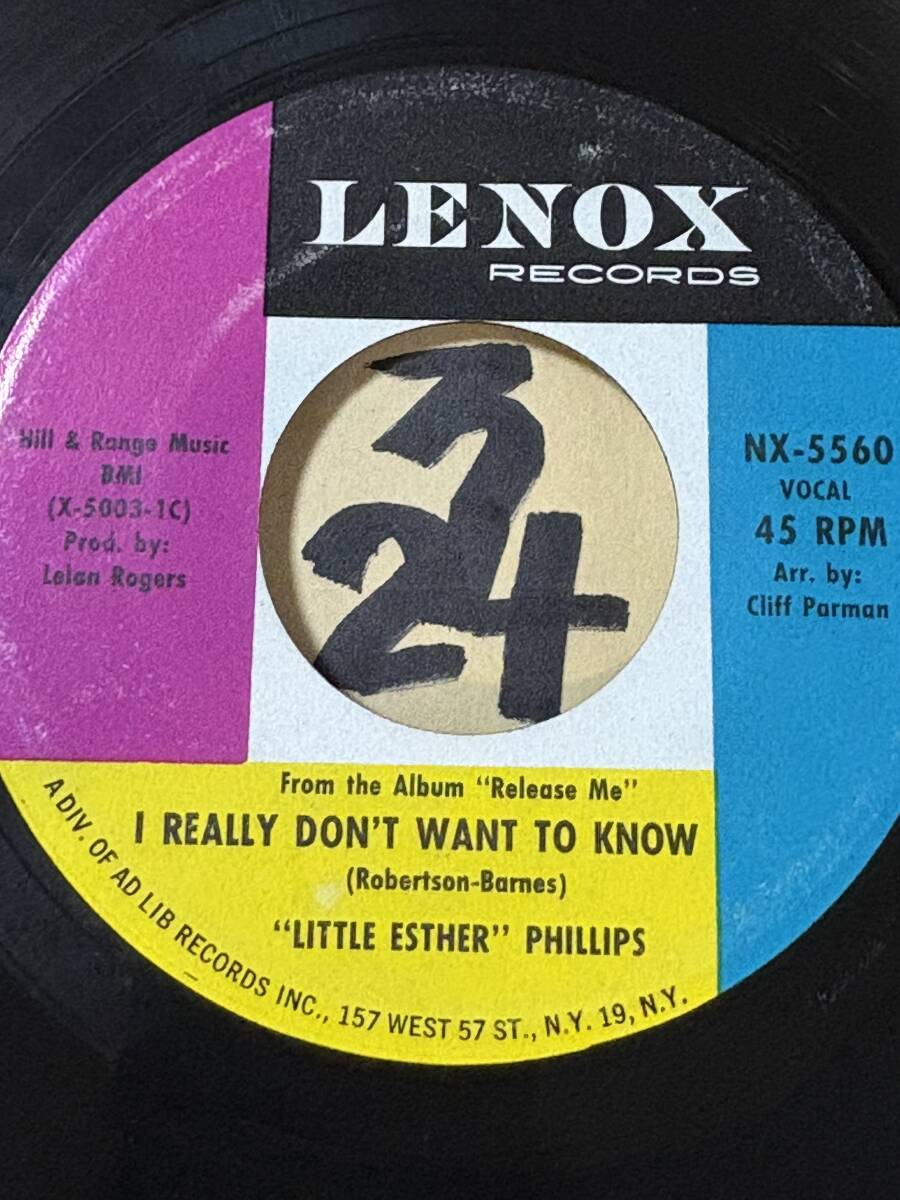 LENOX
RECORDS
Hill & Range Music
BMI
(X-5003-1C)
Prod. by:
Lelan Rogers
3
24
NX-5560
VOCAL
45 RPM
Arr. by:
Cliff Parman
From the Album "Release Me"
I REALLY DON'T WANT TO KNOW
(Robertson-Barnes)
"LITTLE ESTHER" PHILLIPS
A DIV. OF AD LIB RECORDS INC., 157 WEST 57 ST., N.Y. 19, N.Y.